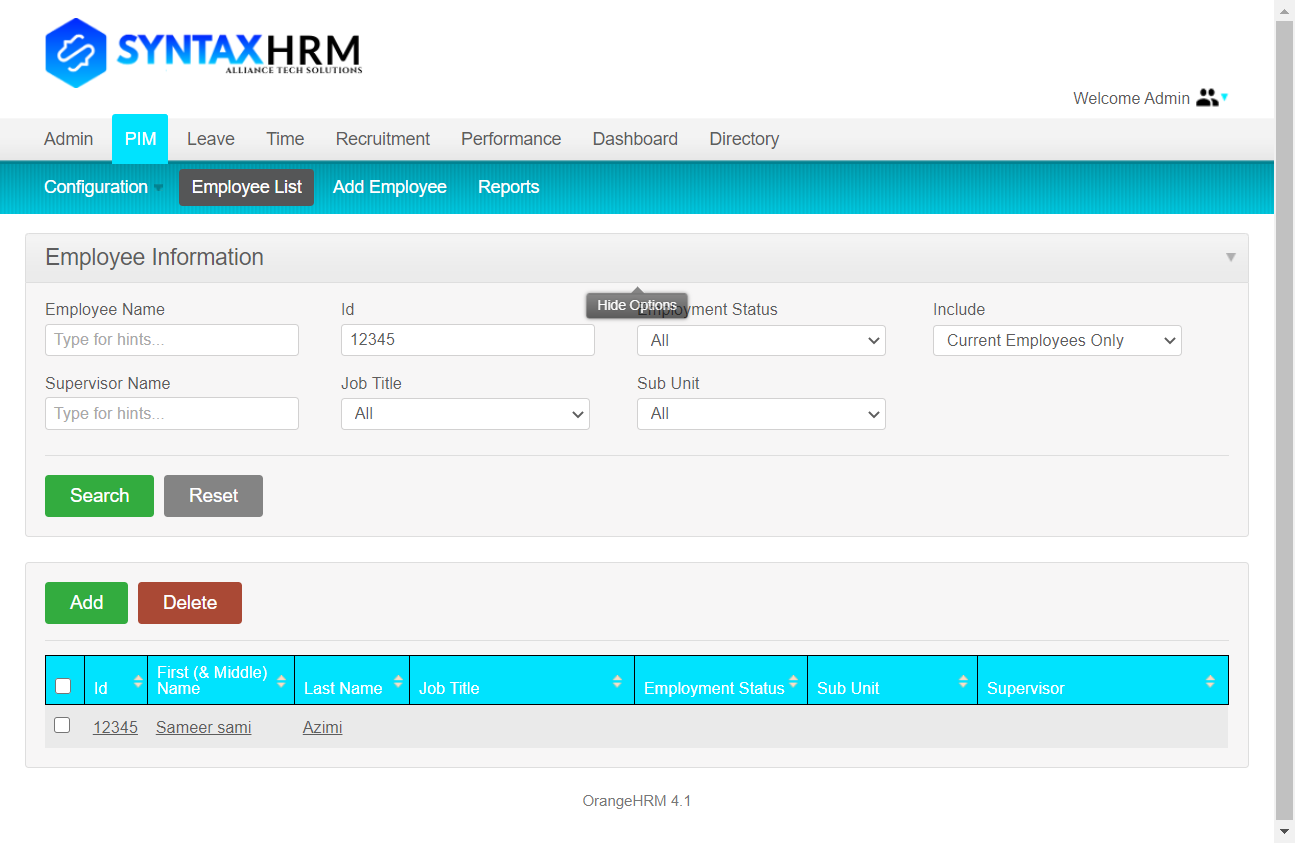 SYNTAXHRM
ALLIANCE TECH SOLUTIONS
Welcome Admin
Admin PIM Leave Time Recruitment Performance Dashboard Directory
Configuration Employee List Add Employee Reports
Employee Information
Hide Options
Employee Name Id Employment Status Include
Type for hints... 12345 All Current Employees Only
Supervisor Name Job Title Sub Unit
Type for hints... All All
Search Reset
Add Delete
Id First (& Middle) Name Last Name Job Title Employment Status Sub Unit Supervisor
12345 Sameer sami Azimi
OrangeHRM 4.1